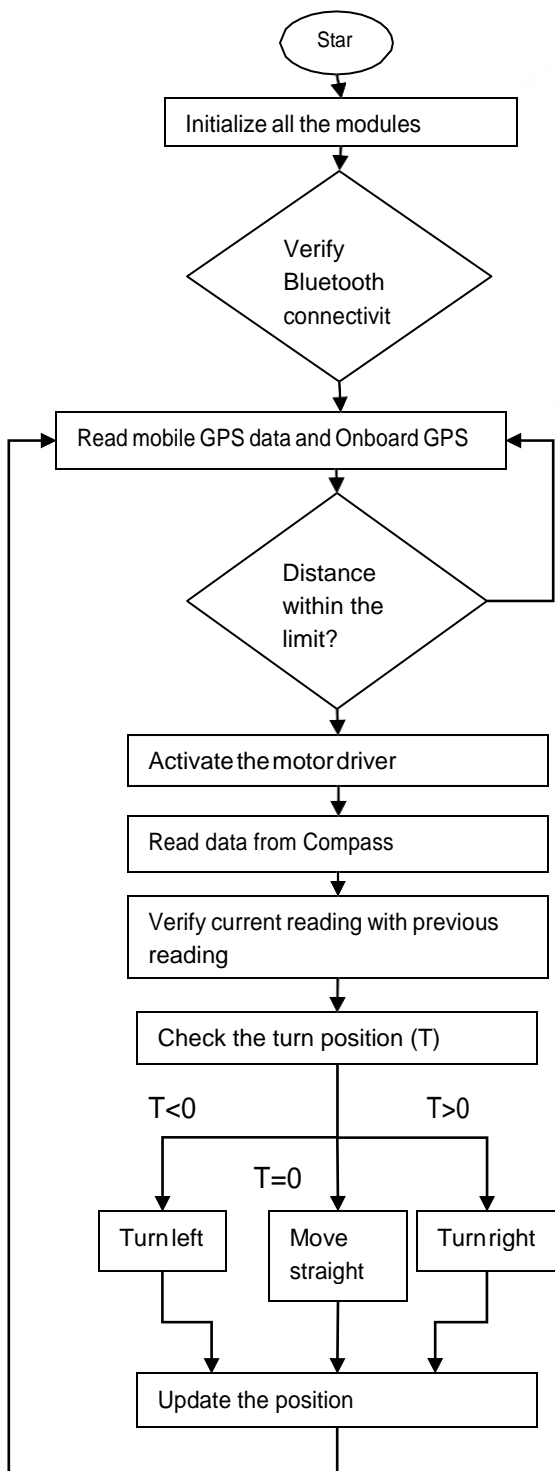 Star
Initialize all the modules
Verify
Bluetooth
connectivit
Read mobile GPS data and Onboard GPS
Distance
within the
limit?
Activate the motor driver
Read data from Compass
Verify current reading with previous
reading
Check the turn position (T)
T<0
T>0
T=0
Turn left
Move
straight
Turn right
Update the position